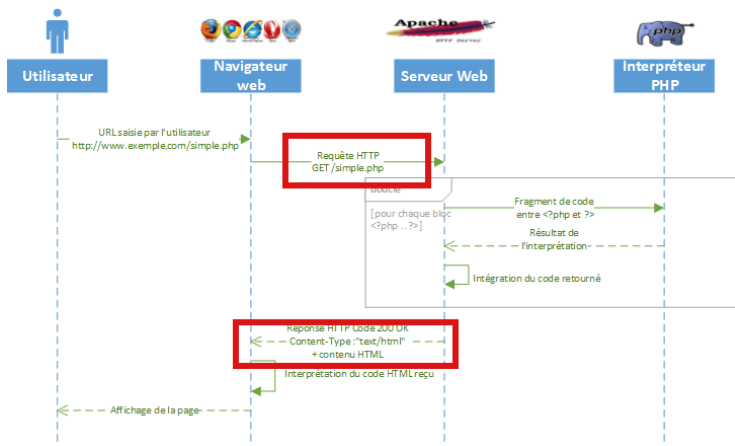 Apache
HTTP Server
php
Utilisateur
Navigateur
web
Serveur Web
Interpréteur
PHP
URL saisie par l'utilisateur
http://www.exemple.com/simple.php
Requête HTTP
GET /simple.php
boucle
[pour chaque bloc
<?php ..?>]
Fragment de code
entre <?php et ?>
Résultat de
l'interprétation
Intégration du code retourné
Réponse HTTP Code 200 OK
Content-Type :"text/html"
+ contenu HTML
Interprétation du code HTML reçu
Affichage de la page